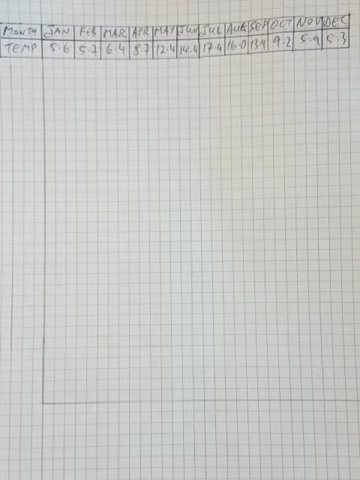 MONTH JAN FEB MAR APR MAY JUN JUL AUG SEP OCT NOV DEC
TEMP 5.6 5.7 6.4 8.7 12.4 14.4 17.4 16.0 13.9 9.2 5.9 5.3